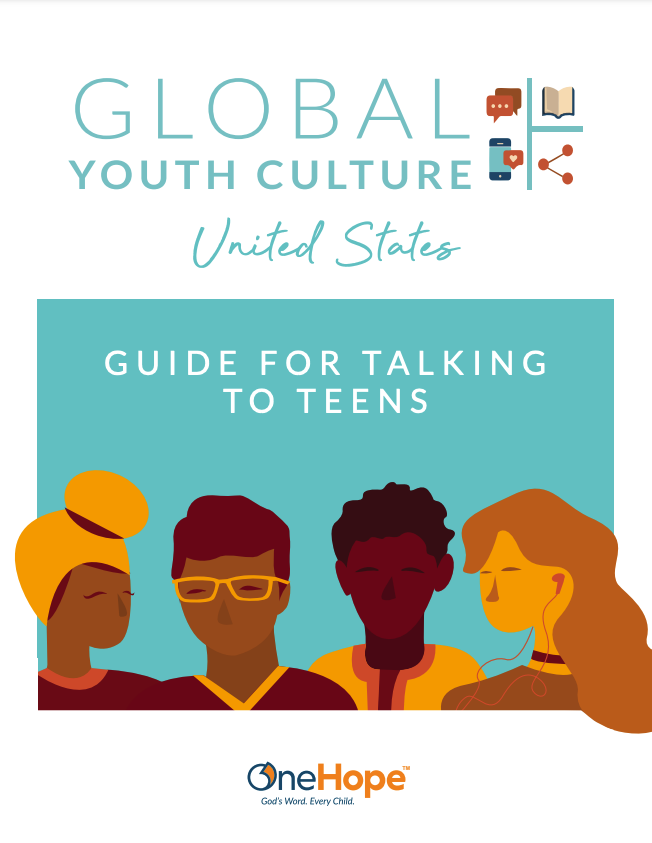 GLOBAL
YOUTH CULTURE
United States
GUIDE FOR TALKING
TO TEENS
OneHope™
God's Word. Every Child.